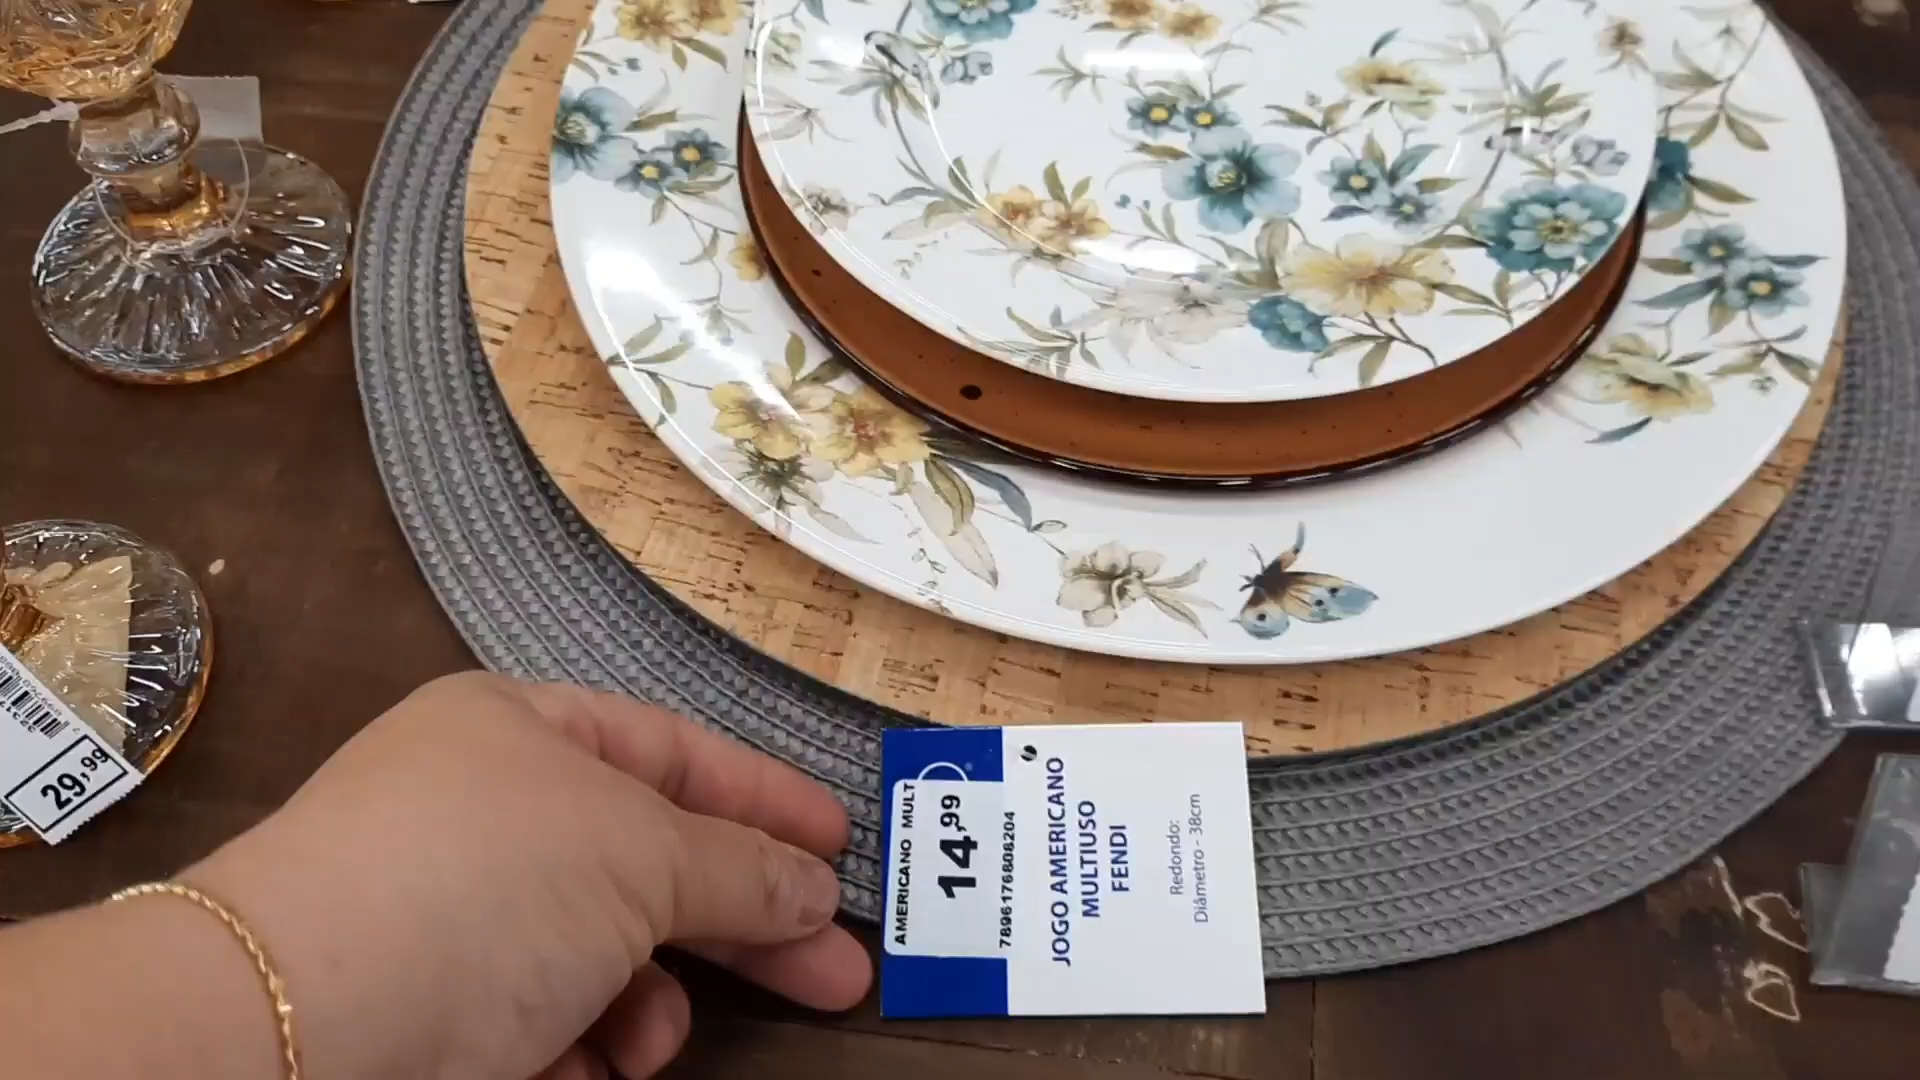 AMERICANO MULT
14,99
7896176808204
JOGO AMERICANO
MULTIUSO
FENDI
Redondo:
Diâmetro - 38cm
29,99